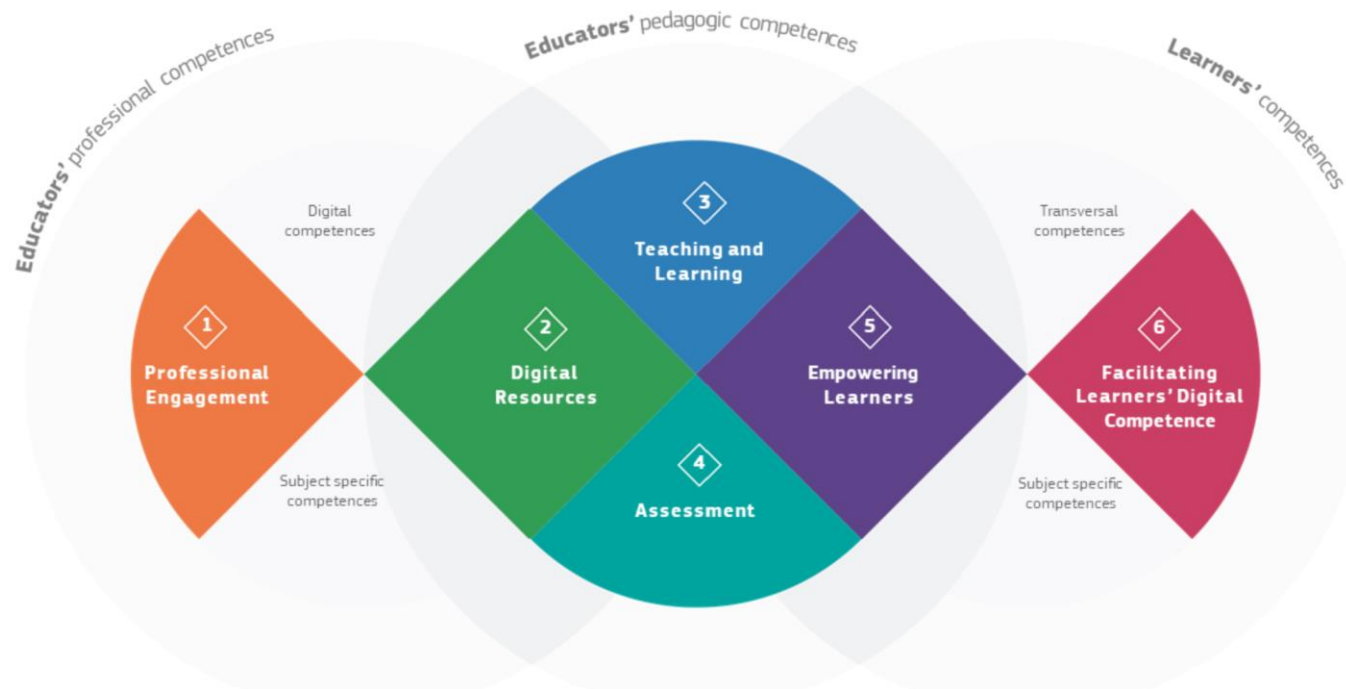 Educators' professional competences
Educators' pedagogic competences
Learners' competences
Digital
competences
Transversal
competences
1
Professional
Engagement
2
Digital
Resources
3
Teaching and
Learning
4
Assessment
5
Empowering
Learners
6
Facilitating
Learners' Digital
Competence
Subject specific
competences
Subject specific
competences